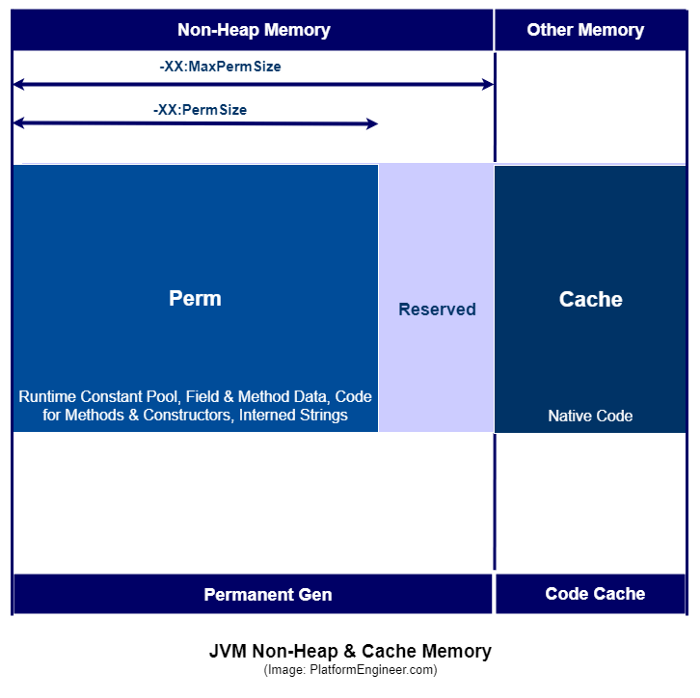 Non-Heap Memory
Other Memory
-XX:MaxPermSize
-XX:PermSize
Perm
Reserved
Cache
Runtime Constant Pool, Field & Method Data, Code
for Methods & Constructors, Interned Strings
Native Code
Permanent Gen
Code Cache
JVM Non-Heap & Cache Memory
(Image: PlatformEngineer.com)